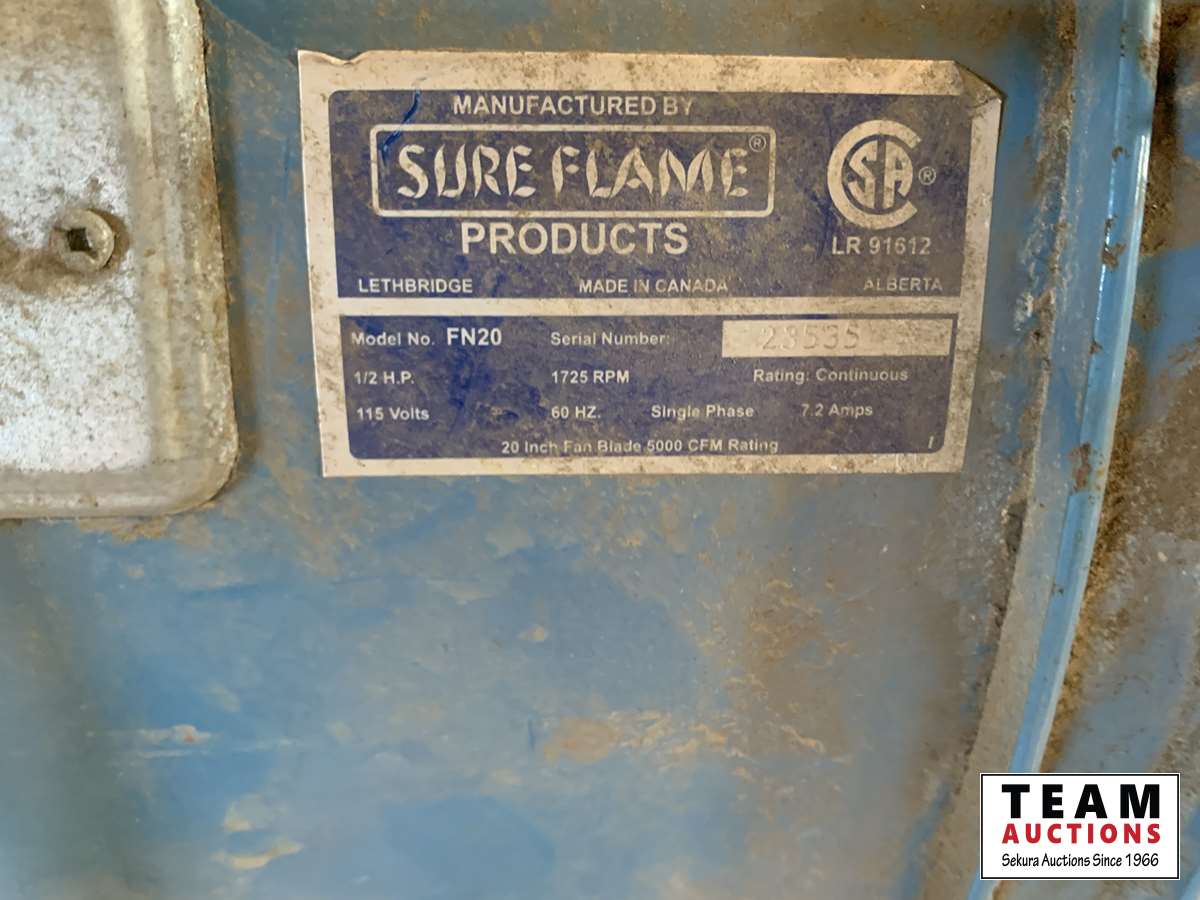 MANUFACTURED BY
SURE FLAME®
PRODUCTS
CSA®
LR 91612
LETHBRIDGE MADE IN CANADA ALBERTA
Model No. FN20 Serial Number: 23535
1/2 H.P. 1725 RPM Rating: Continuous
115 Volts 60 HZ. Single Phase 7.2 Amps
20 Inch Fan Blade 5000 CFM Rating
TEAM
AUCTIONS
Sekura Auctions Since 1966